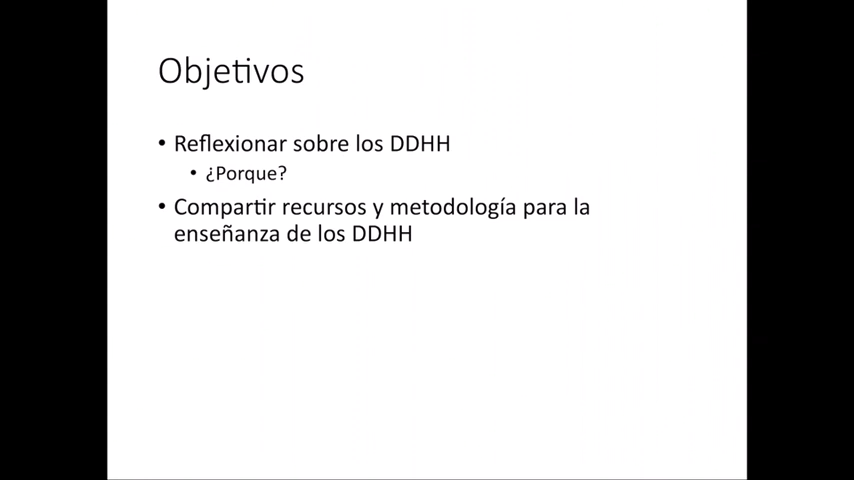 Objetivos
• Reflexionar sobre los DDHH
• ¿Porque?
• Compartir recursos y metodología para la
enseñanza de los DDHH